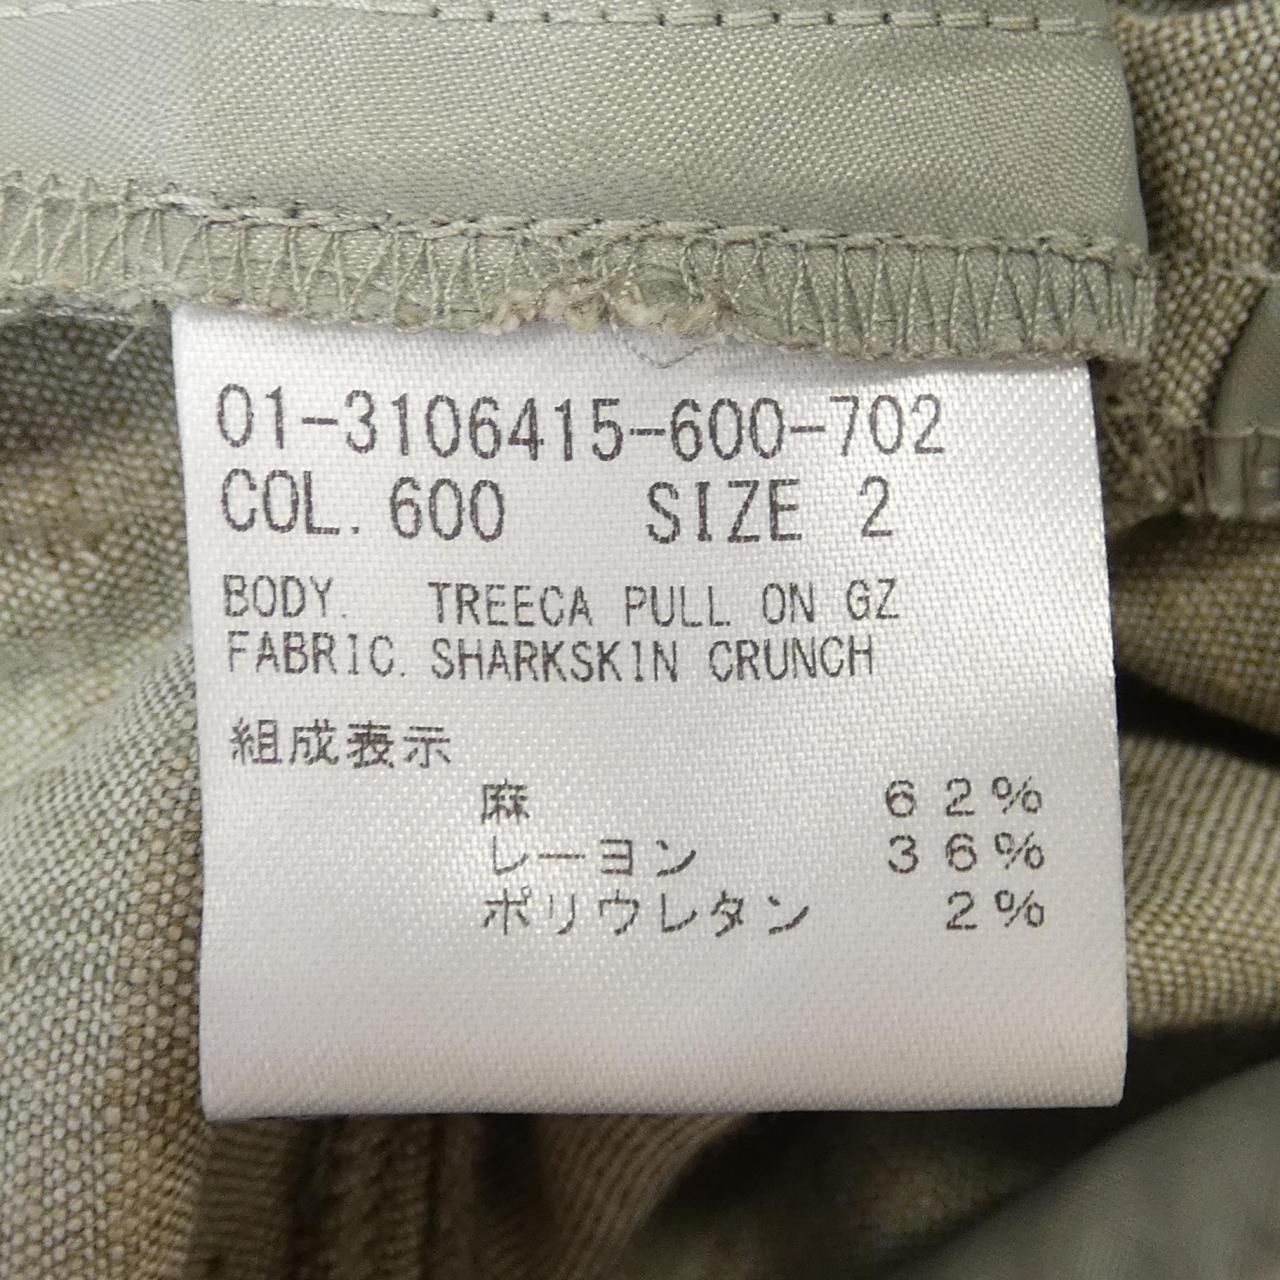 01-3106415-600-702
COL. 600 SIZE 2
BODY. TREECA PULL ON GZ
FABRIC. SHARKSKIN CRUNCH
組成表示
麻 62%
レーヨン 36%
ポリウレタン 2%